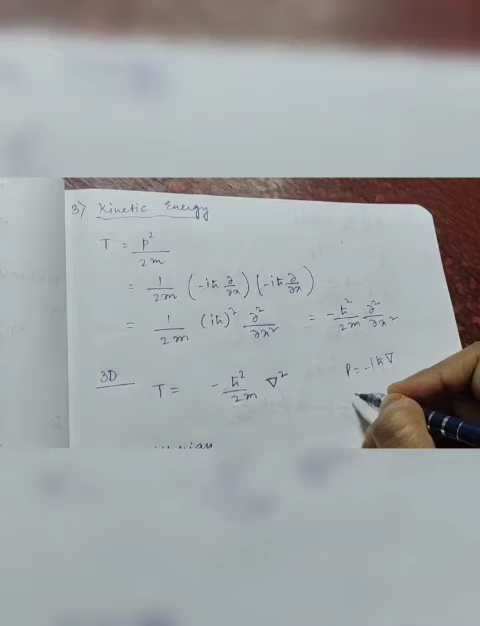 3) Kinetic Energy
T = p²/2m
= 1/2m (-iħ ∂/∂x) (-iħ ∂/∂x)
= 1/2m (iħ)² ∂²/∂x² = -ħ²/2m ∂²/∂x²
3D
T = -ħ²/2m ∇²
P = -iħ∇